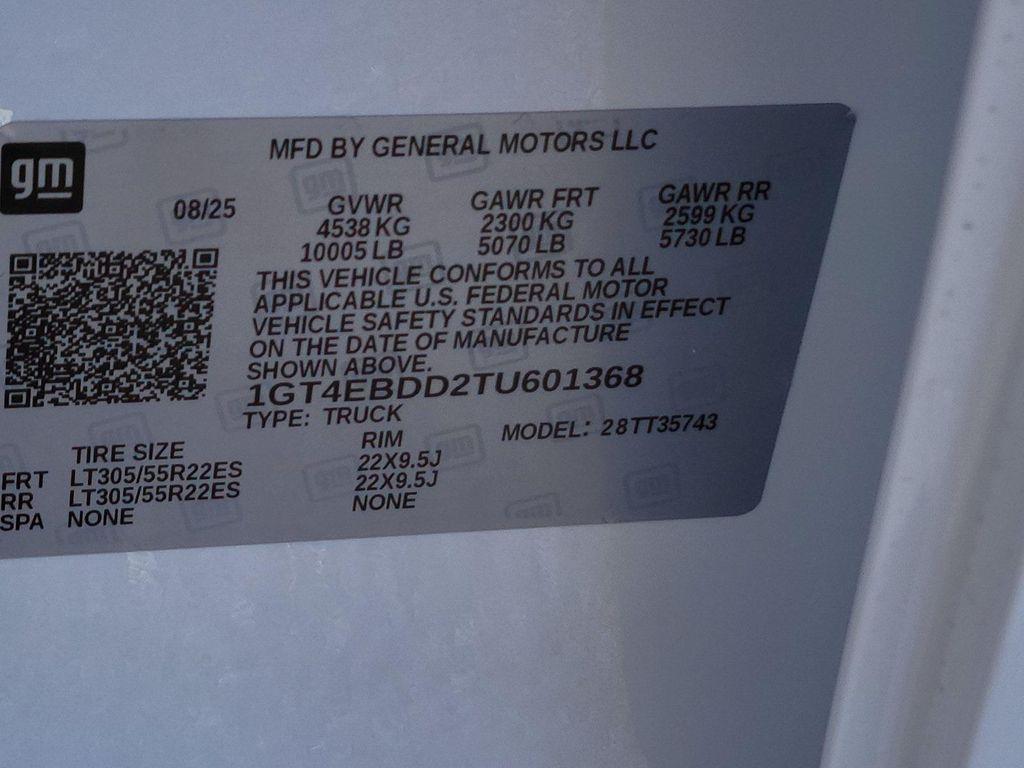 gm
MFD BY GENERAL MOTORS LLC
08/25 GVWR GAWR FRT GAWR RR
4538 KG 2300 KG 2599 KG
10005 LB 5070 LB 5730 LB
THIS VEHICLE CONFORMS TO ALL
APPLICABLE U.S. FEDERAL MOTOR
VEHICLE SAFETY STANDARDS IN EFFECT
ON THE DATE OF MANUFACTURE
SHOWN ABOVE.
1GT4EBDD2TU601368
TYPE: TRUCK MODEL: 28TT35743
TIRE SIZE RIM
FRT LT305/55R22ES 22X9.5J
RR LT305/55R22ES 22X9.5J
SPA NONE NONE